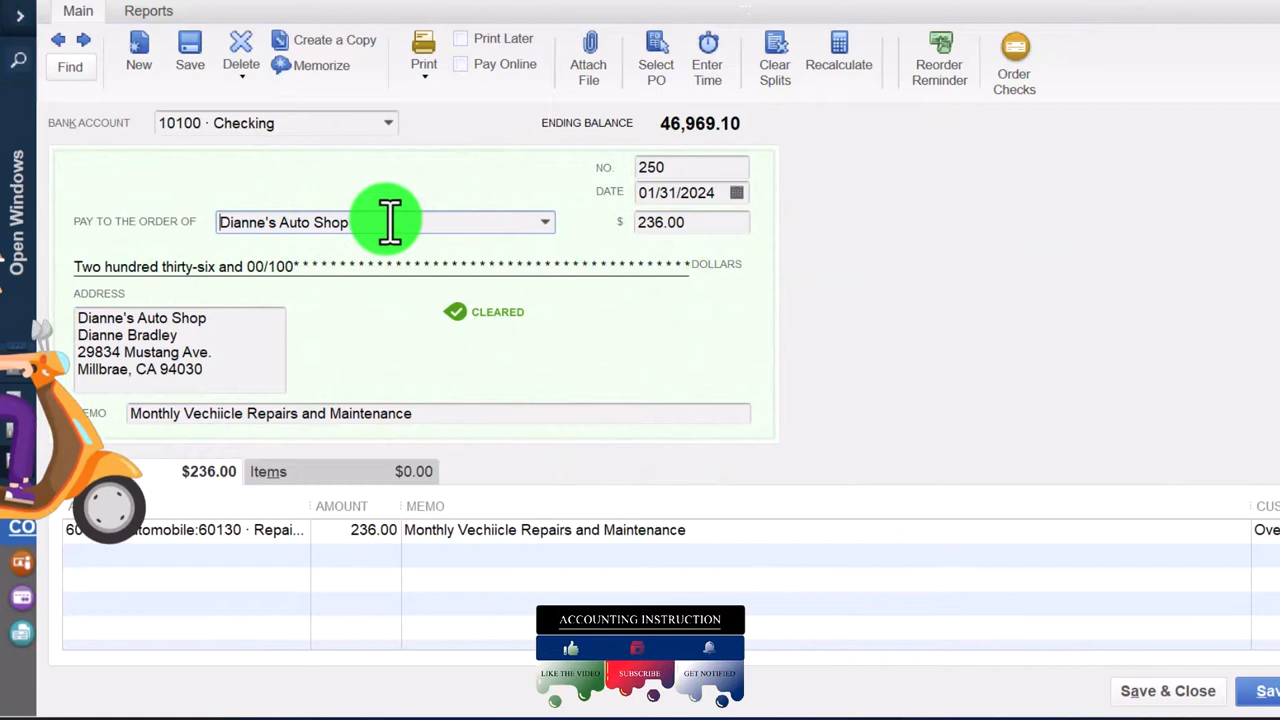 Main Reports
Create a Copy
Print Later
Memorize
Pay Online
Find New Save Delete Print Attach File Select PO Enter Time Clear Splits Recalculate Reorder Reminder Order Checks
BANK ACCOUNT 10100 · Checking ENDING BALANCE 46,969.10
NO. 250
DATE 01/31/2024
PAY TO THE ORDER OF Dianne's Auto Shop $ 236.00
Two hundred thirty-six and 00/100* * * * * * * * * * * * * * * * * * * * * * * * * * * * * * * * * * * * * * * * * * DOLLARS
ADDRESS
Dianne's Auto Shop
Dianne Bradley
29834 Mustang Ave.
Millbrae, CA 94030
CLEARED
MEMO Monthly Vechiicle Repairs and Maintenance
$236.00 Items $0.00
AMOUNT MEMO
236.00 Monthly Vechiicle Repairs and Maintenance
Open Windows
ACCOUNTING INSTRUCTION
LIKE THE VIDEO SUBSCRIBE GET NOTIFIED
Save & Close